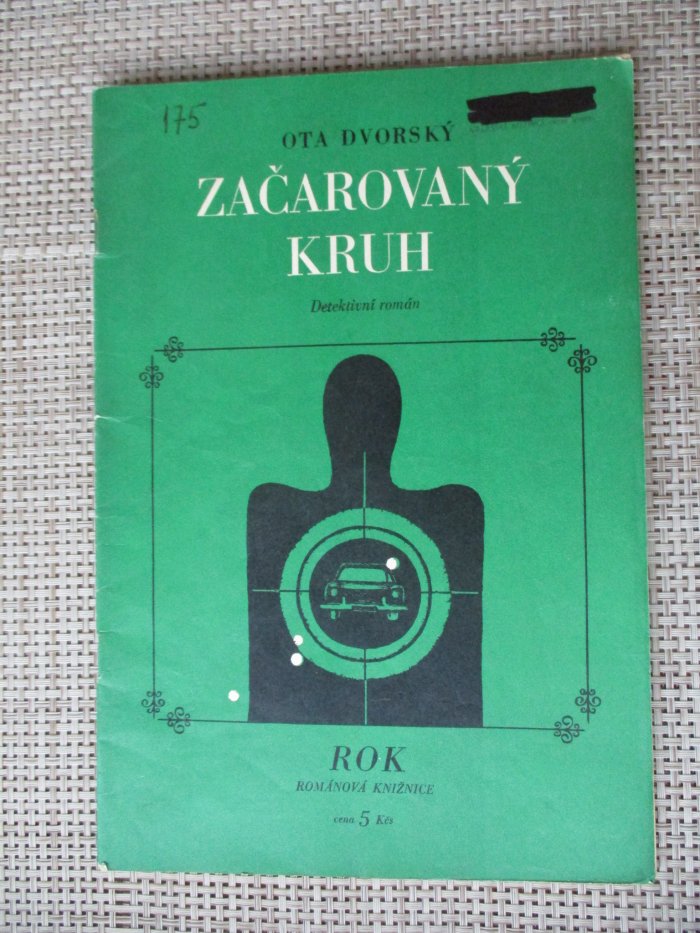 175
OTA DVORSKÝ
ZAČAROVANÝ
KRUH
Detektivní román
ROK
ROMÁNOVÁ KNIŽNICE
cena 5 Kčs